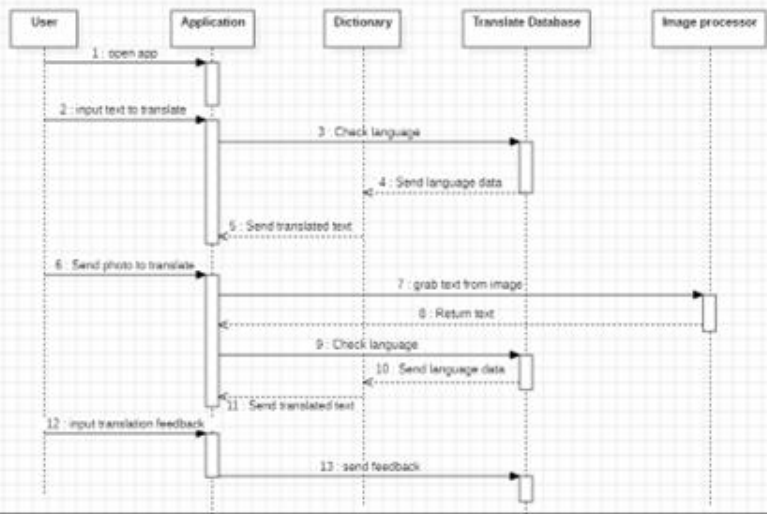 User
Application
Dictionary
Translate Database
Image processor
1 : open app
2 : input text to translate
3 : Check language
4 : Send language data
5 : Send translated text
6 : Send photo to translate
7 : grab text from image
8 : Return text
9 : Check language
10 : Send language data
11 : Send translated text
12 : input translation feedback
13 : send feedback